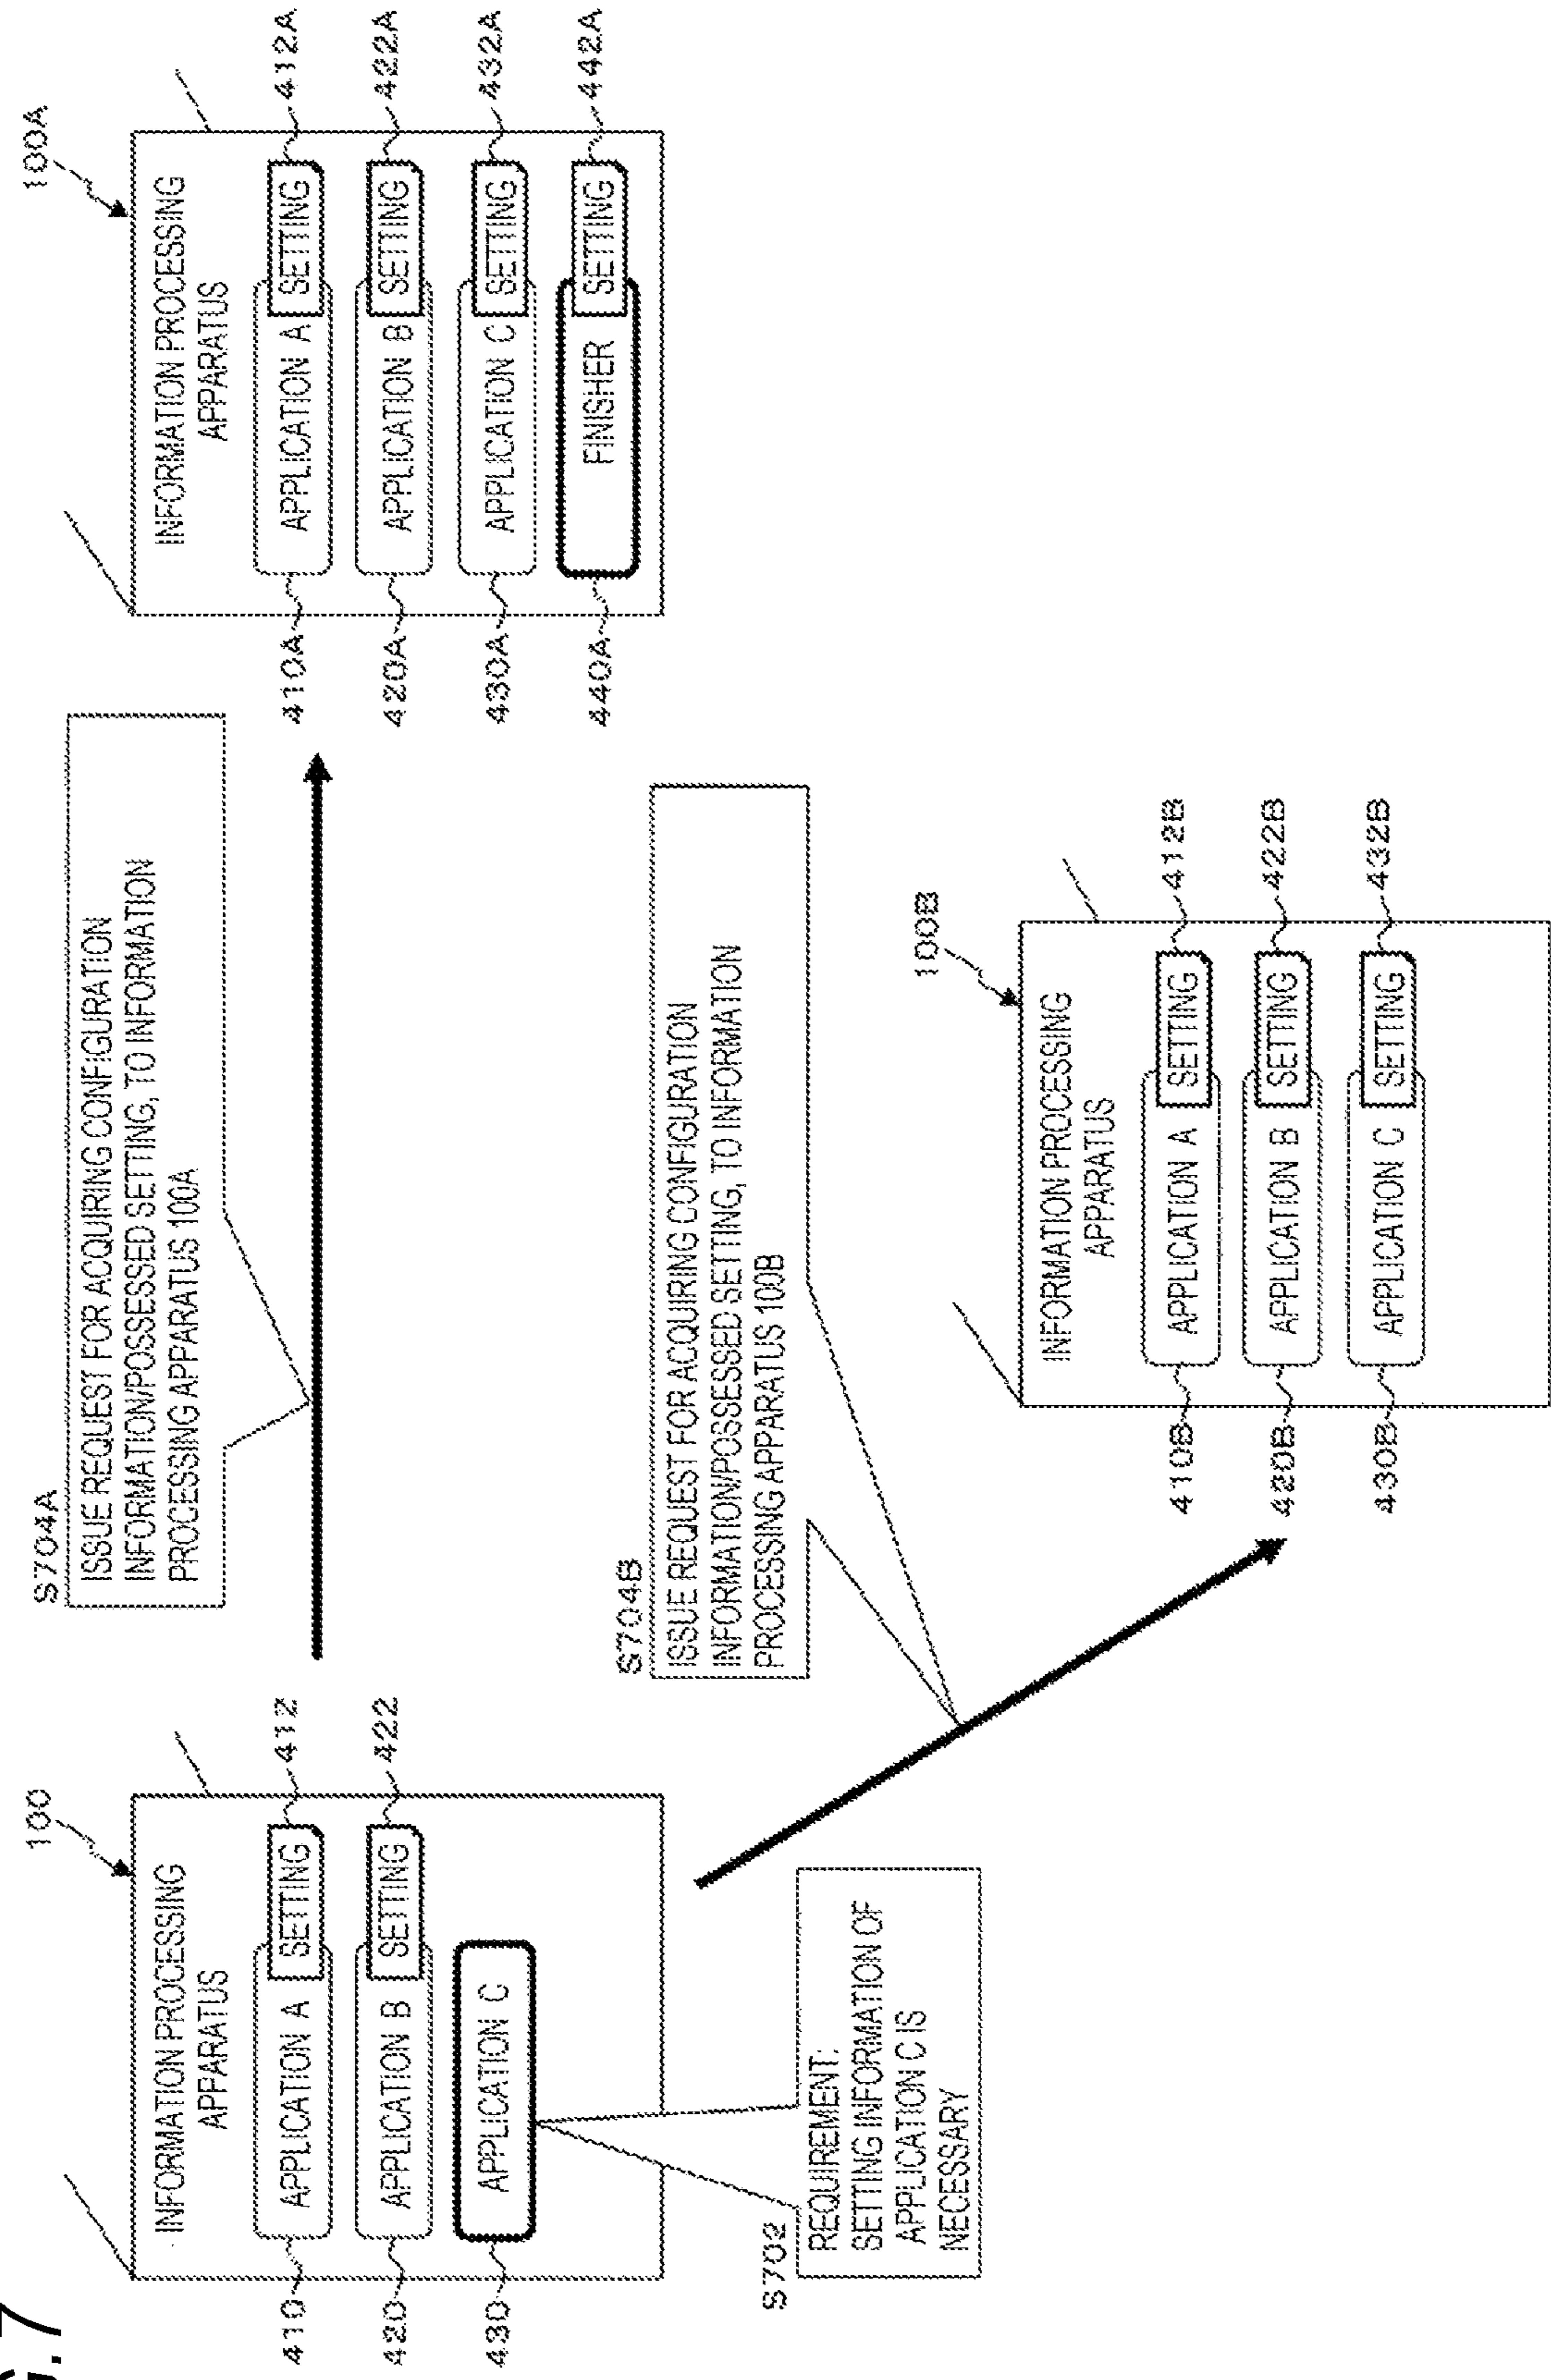 G.7
100
INFORMATION PROCESSING
APPARATUS
410
APPLICATION A
SETTING
412
420
APPLICATION B
SETTING
422
430
APPLICATION C
S702
REQUIREMENT:
SETTING INFORMATION OF
APPLICATION C IS
NECESSARY
S704A
ISSUE REQUEST FOR ACQUIRING CONFIGURATION
INFORMATION/POSSESSED SETTING, TO INFORMATION
PROCESSING APPARATUS 100A
S704B
ISSUE REQUEST FOR ACQUIRING CONFIGURATION
INFORMATION/POSSESSED SETTING, TO INFORMATION
PROCESSING APPARATUS 100B
100A
INFORMATION PROCESSING
APPARATUS
410A
APPLICATION A
SETTING
412A
420A
APPLICATION B
SETTING
422A
430A
APPLICATION C
SETTING
432A
440A
FINISHER
SETTING
442A
100B
INFORMATION PROCESSING
APPARATUS
410B
APPLICATION A
SETTING
412B
420B
APPLICATION B
SETTING
422B
430B
APPLICATION C
SETTING
432B